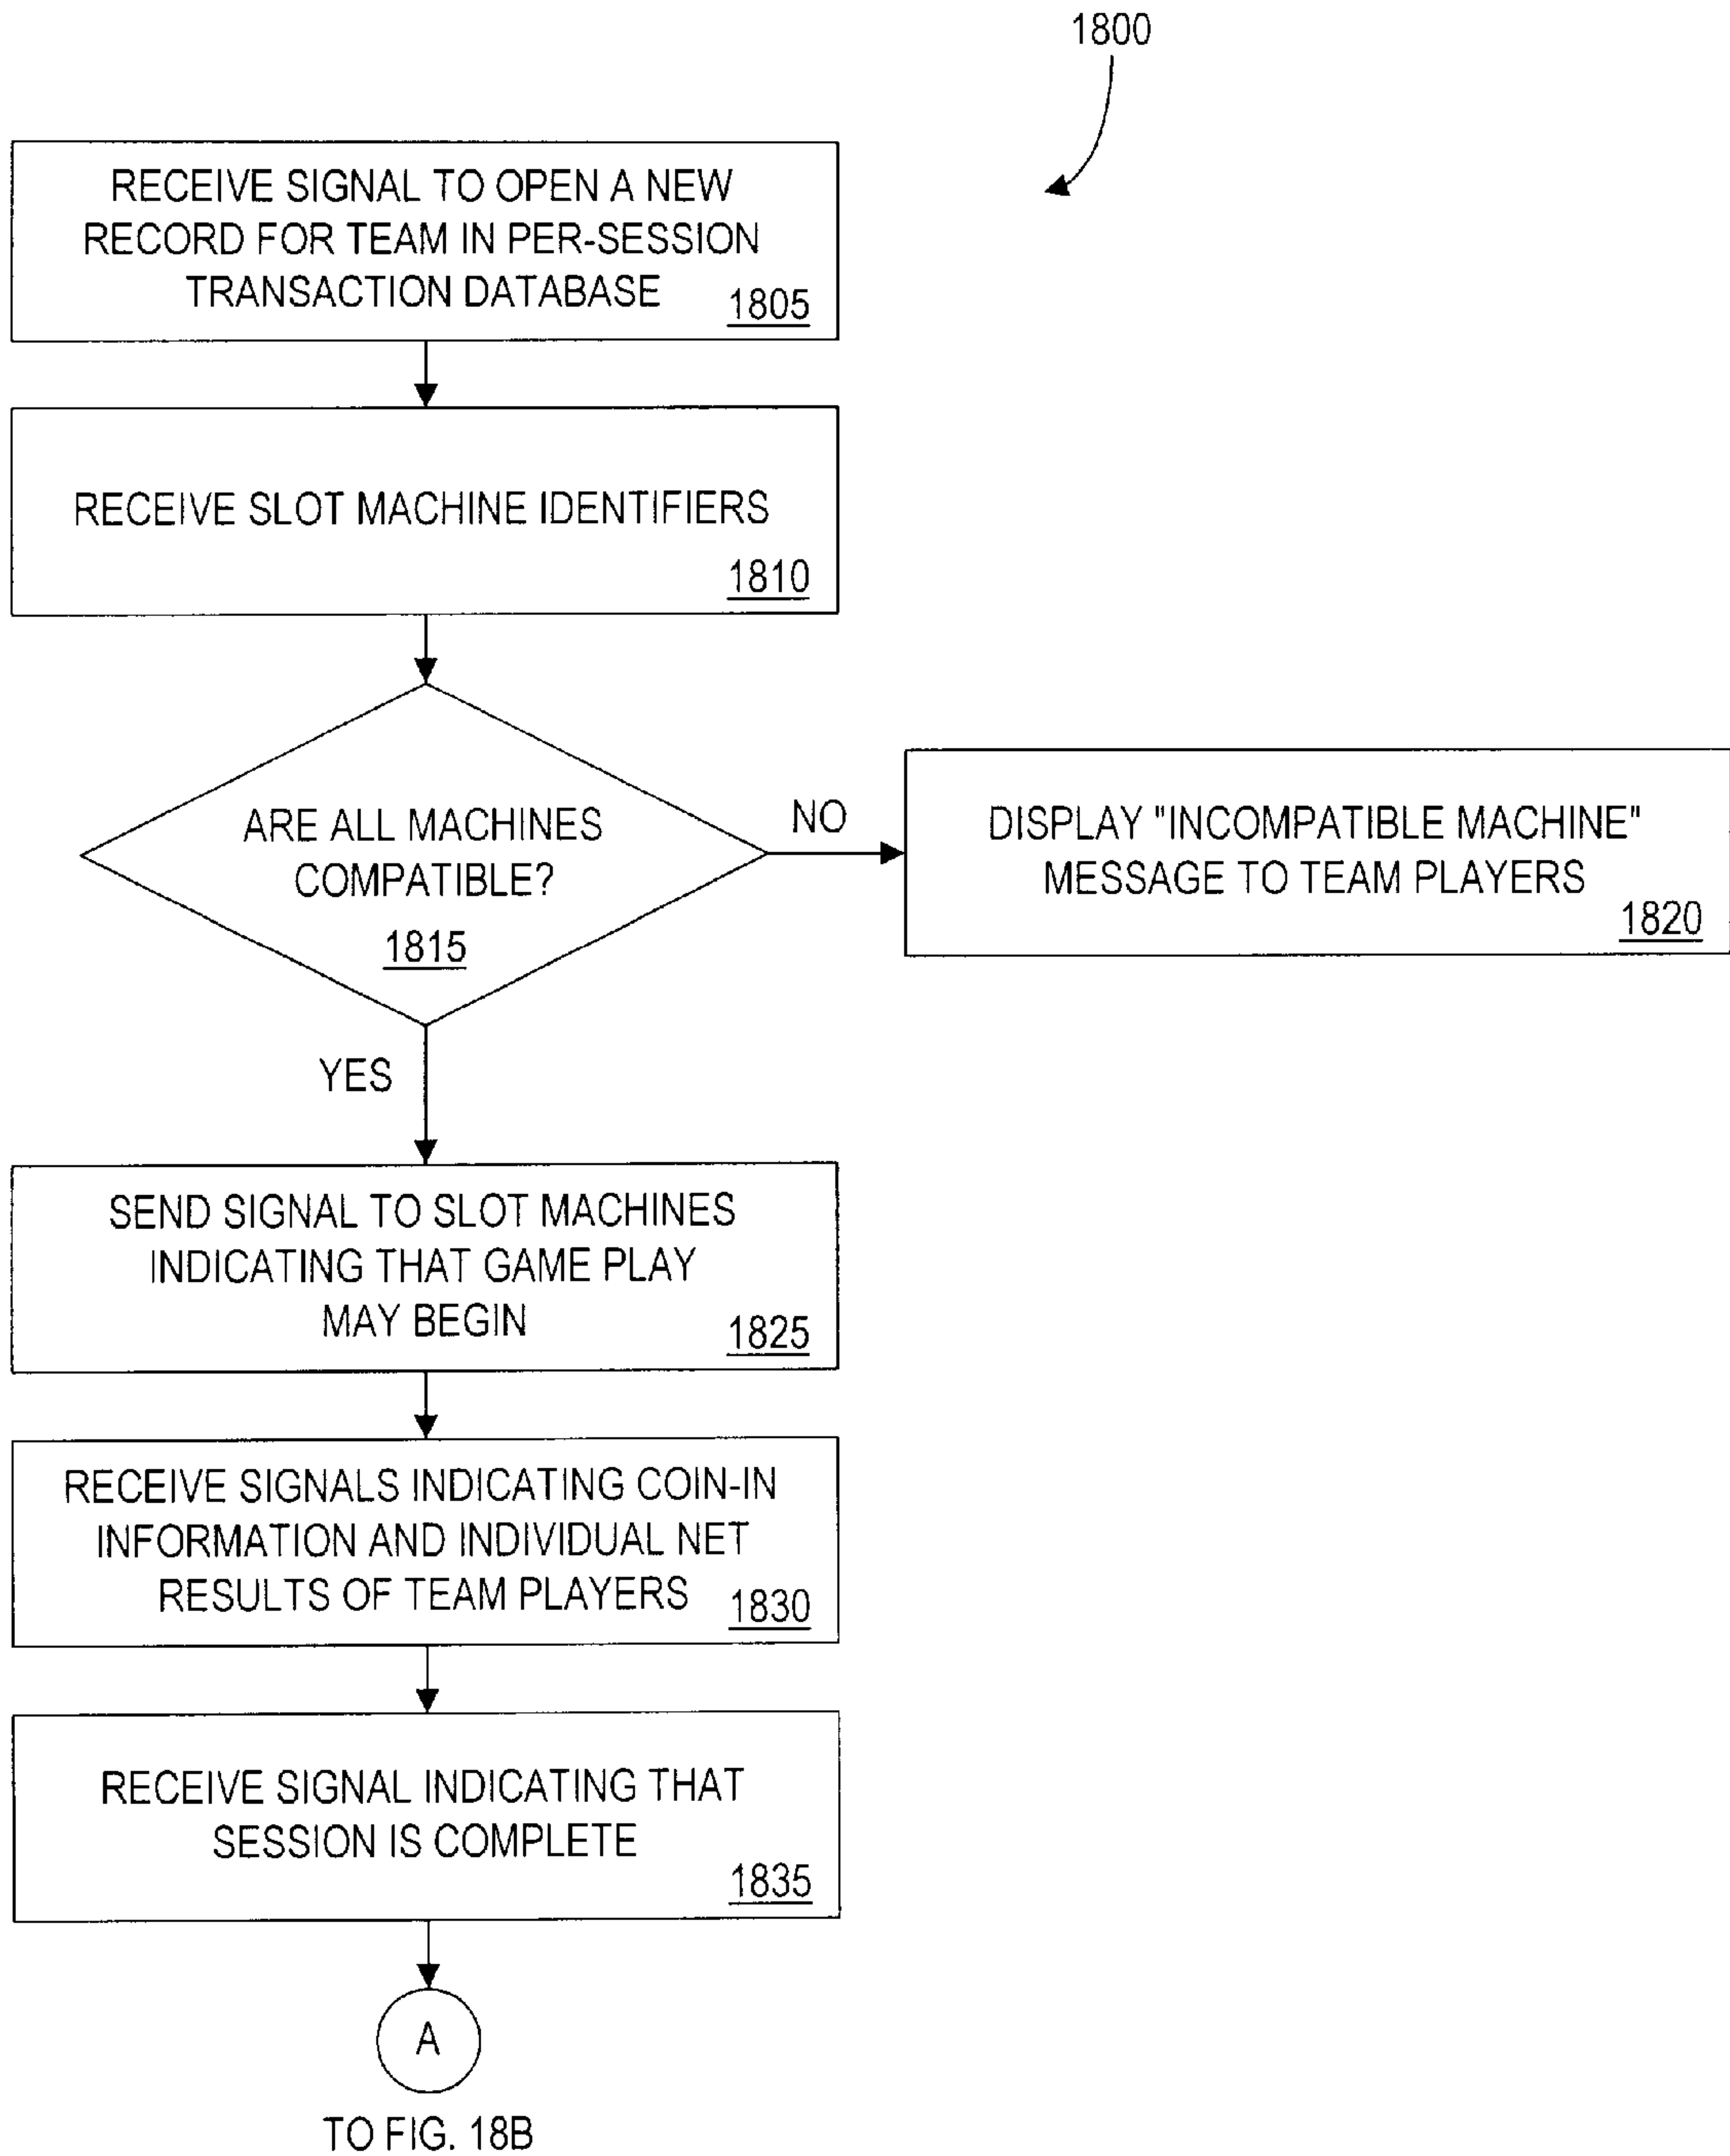 1800
RECEIVE SIGNAL TO OPEN A NEW
RECORD FOR TEAM IN PER-SESSION
TRANSACTION DATABASE
1805
RECEIVE SLOT MACHINE IDENTIFIERS
1810
ARE ALL MACHINES
COMPATIBLE?
1815
NO
DISPLAY "INCOMPATIBLE MACHINE"
MESSAGE TO TEAM PLAYERS
1820
YES
SEND SIGNAL TO SLOT MACHINES
INDICATING THAT GAME PLAY
MAY BEGIN
1825
RECEIVE SIGNALS INDICATING COIN-IN
INFORMATION AND INDIVIDUAL NET
RESULTS OF TEAM PLAYERS
1830
RECEIVE SIGNAL INDICATING THAT
SESSION IS COMPLETE
1835
A
TO FIG. 18B